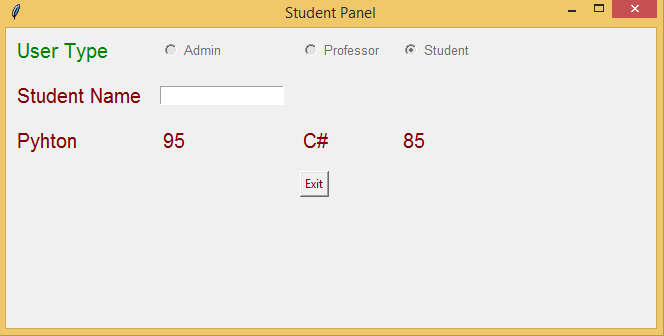 Student Panel
User Type Admin Professor Student
Student Name
Pyhton 95 C# 85
Exit